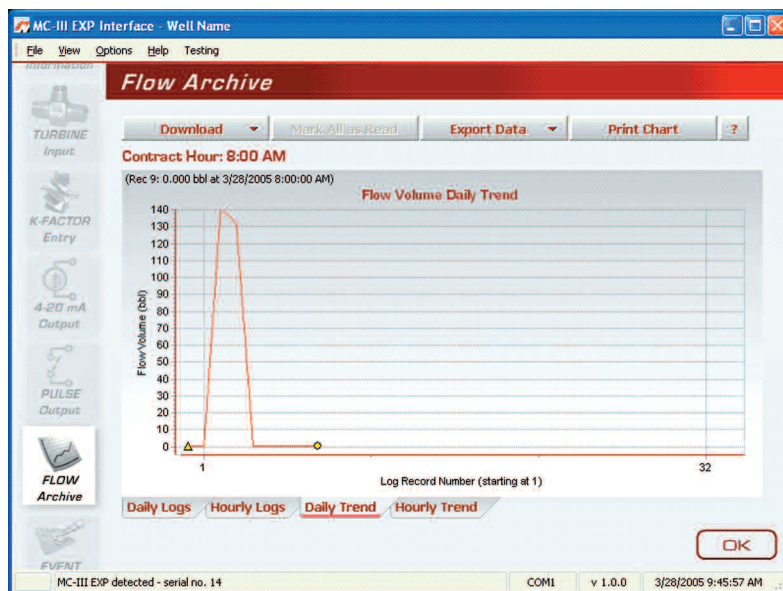 MC-III EXP Interface - Well Name
File View Options Help Testing
Information
Flow Archive
TURBINE
Input
K-FACTOR
Entry
4-20 mA
Output
PULSE
Output
FLOW
Archive
EVENT
Download
Mark All as Read
Export Data
Print Chart
?
Contract Hour: 8:00 AM
(Rec 9: 0.000 bbl at 3/28/2005 8:00:00 AM)
Flow Volume Daily Trend
Flow Volume (bbl)
140
130
120
110
100
90
80
70
60
50
40
30
20
10
0
1 32
Log Record Number (starting at 1)
Daily Logs Hourly Logs Daily Trend Hourly Trend
OK
MC-III EXP detected - serial no. 14 COM1 v 1.0.0 3/28/2005 9:45:57 AM